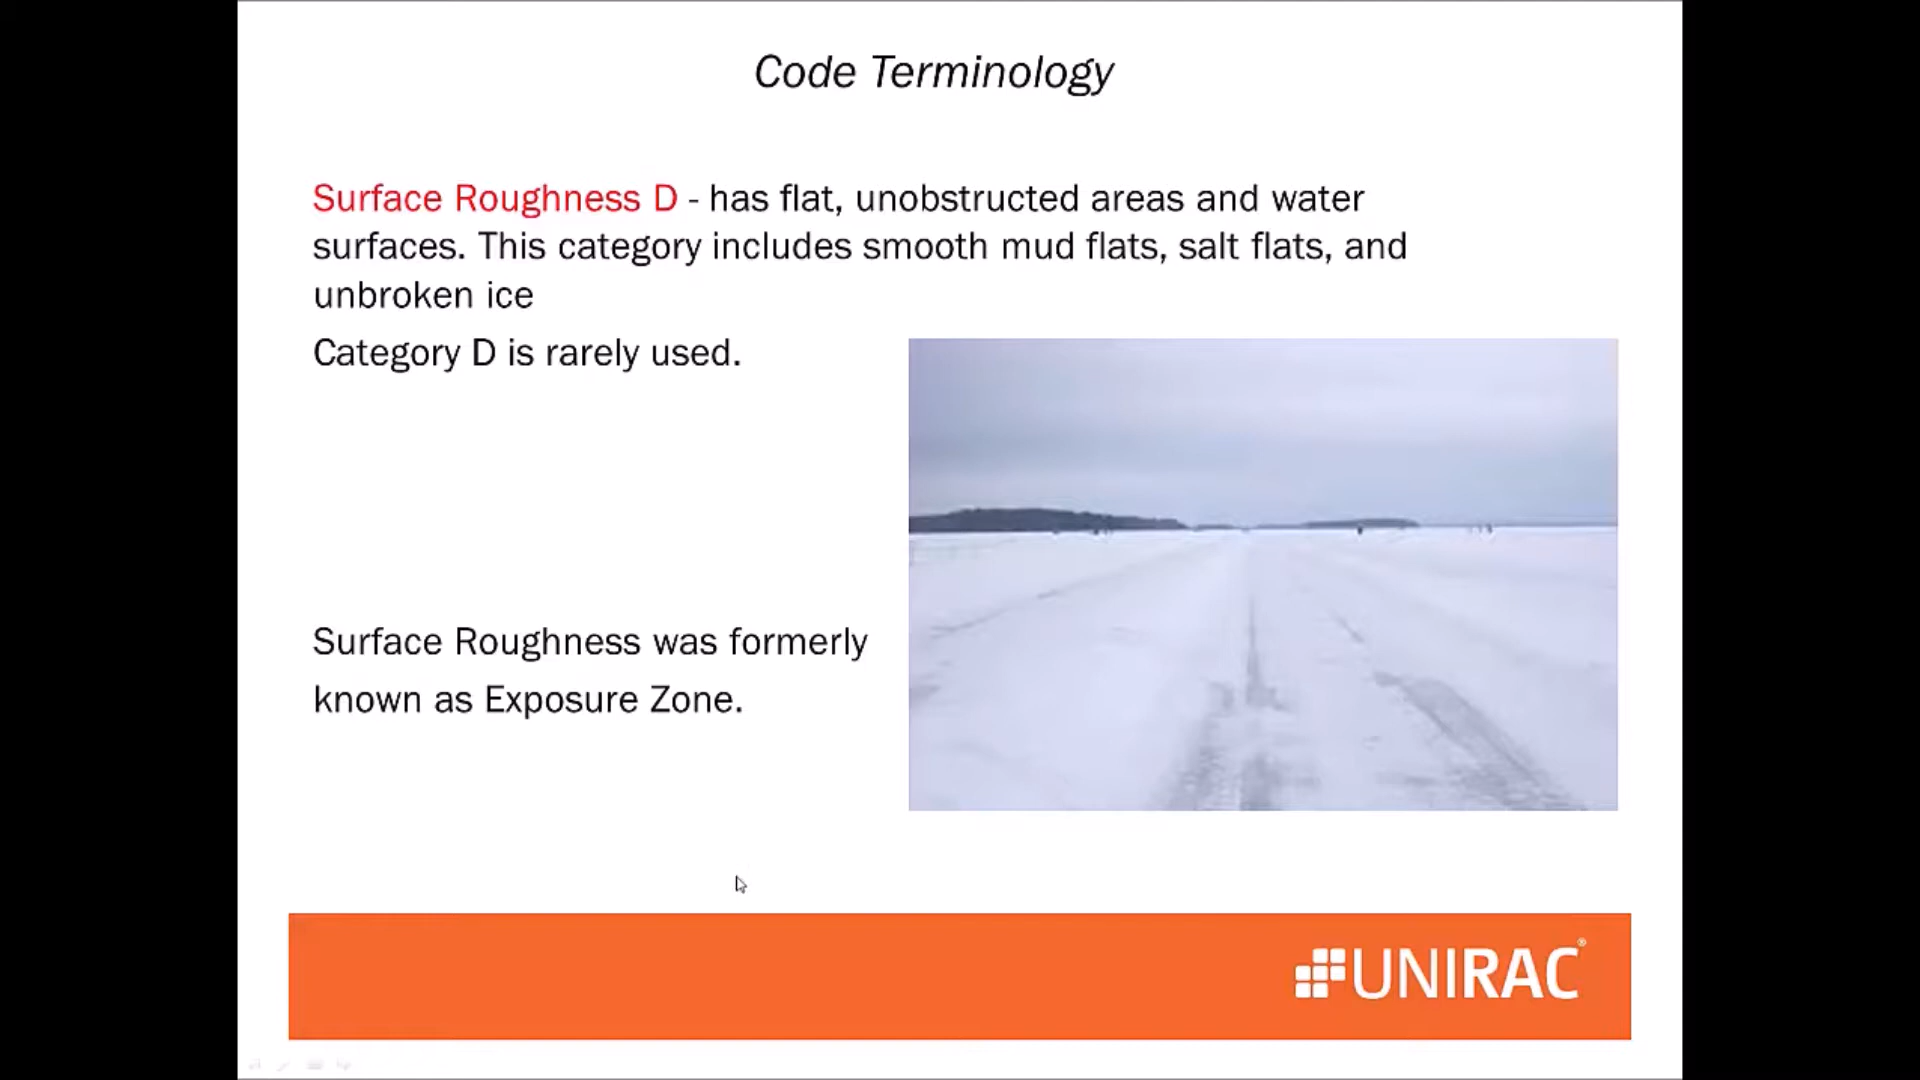 Code Terminology
Surface Roughness D - has flat, unobstructed areas and water
surfaces. This category includes smooth mud flats, salt flats, and
unbroken ice
Category D is rarely used.
Surface Roughness was formerly
known as Exposure Zone.
UNIRAC®